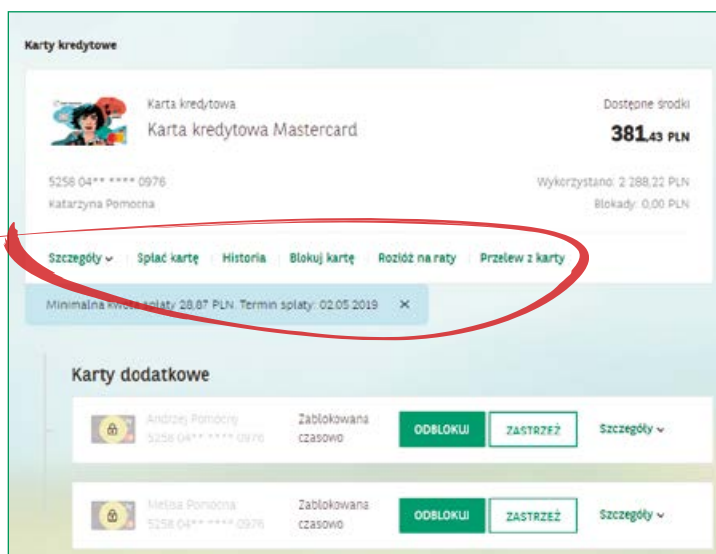 Karty kredytowe
Karta kredytowa
Dostępne środki
Karta kredytowa Mastercard
381,43 PLN
5258 04** **** 0976
Wykorzystano: 2 288,22 PLN
Katarzyna Pomocna
Blokady: 0,00 PLN
Szczegóły Spłać kartę Historia Blokuj kartę Rozłóż na raty Przelew z karty
Minimalna kwota spłaty 28,87 PLN. Termin spłaty: 02.05.2019 ×
Karty dodatkowe
Andrzej Pomocny
5258 04** **** 0976
Zablokowana
czasowo
ODBLOKUJ ZASTRZEŻ Szczegóły
Melisa Pomocna
5258 04** **** 0976
Zablokowana
czasowo
ODBLOKUJ ZASTRZEŻ Szczegóły